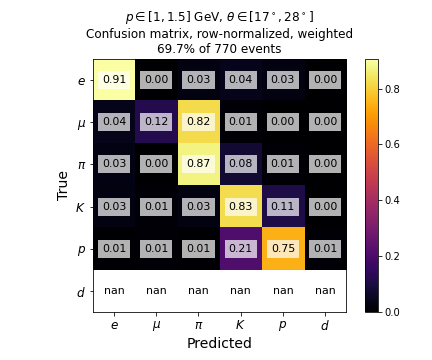 p ∈ [1, 1.5] GeV, θ ∈ [17°, 28°]
Confusion matrix, row-normalized, weighted
69.7% of 770 events
True
e 0.91 0.00 0.03 0.04 0.03 0.00
μ 0.04 0.12 0.82 0.01 0.00 0.00
π 0.03 0.00 0.87 0.08 0.01 0.00
K 0.03 0.01 0.03 0.83 0.11 0.00
p 0.01 0.01 0.01 0.21 0.75 0.01
d nan nan nan nan nan nan
e μ π K p d
Predicted
0.8
0.6
0.4
0.2
0.0